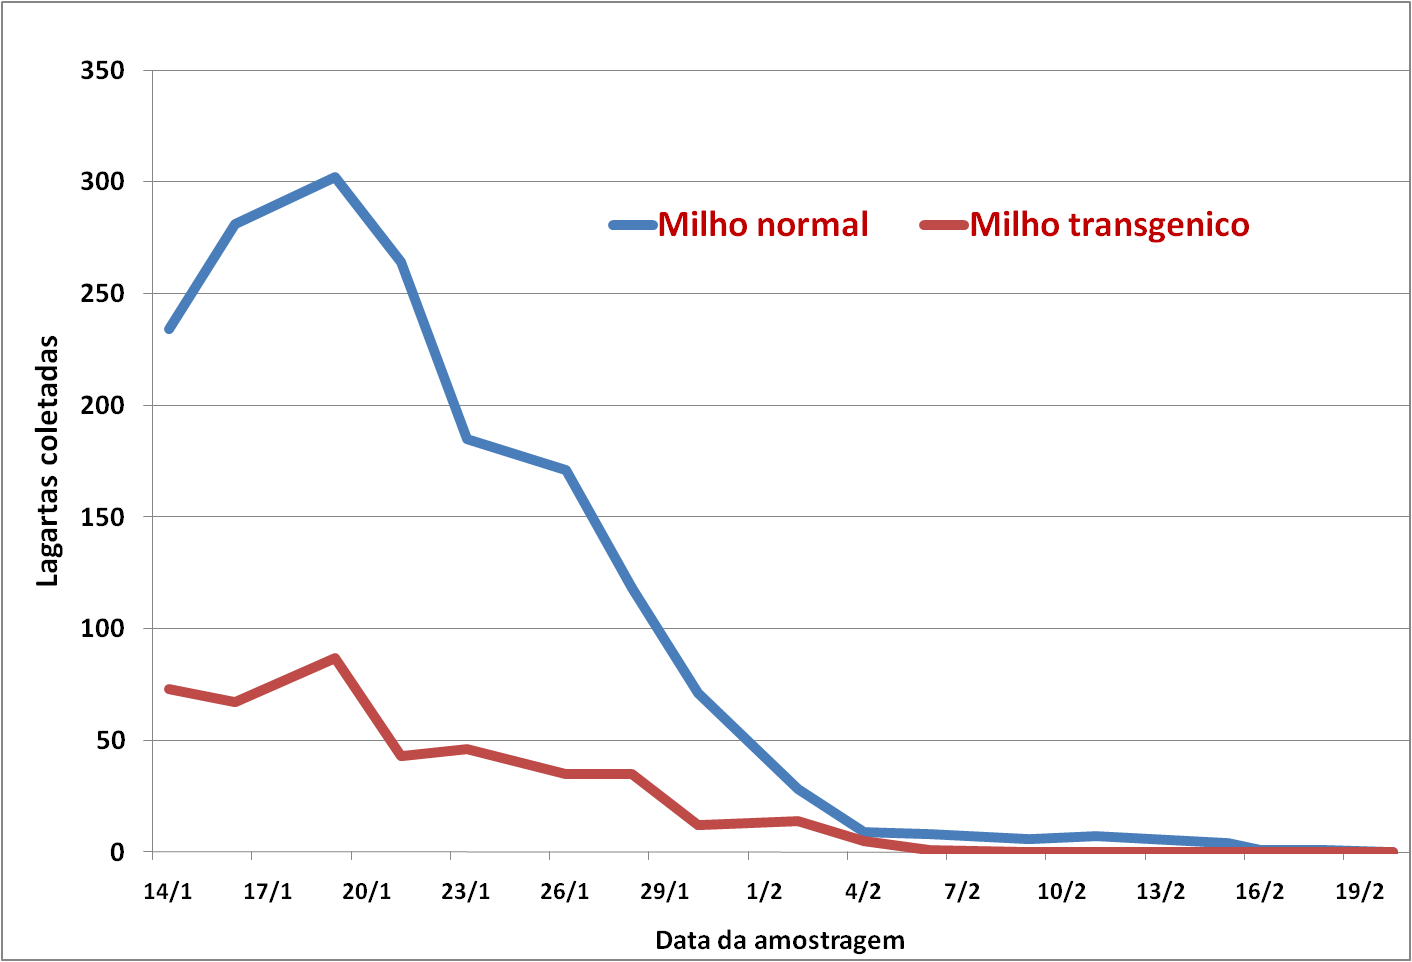 350
300
250
200
150
100
50
0
Lagartas coletadas
Milho normal Milho transgenico
14/1 17/1 20/1 23/1 26/1 29/1 1/2 4/2 7/2 10/2 13/2 16/2 19/2
Data da amostragem